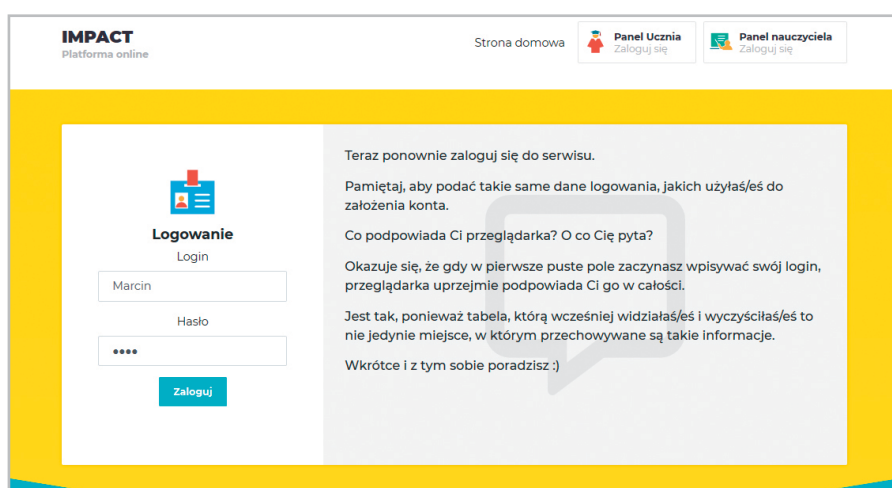 IMPACT
Platforma online
Strona domowa
Panel Ucznia
Zaloguj się
Panel nauczyciela
Zaloguj się
Logowanie
Login
Marcin
Hasło
••••
Zaloguj
Teraz ponownie zaloguj się do serwisu.
Pamiętaj, aby podać takie same dane logowania, jakich użyłaś/eś do
założenia konta.
Co podpowiada Ci przeglądarka? O co Cię pyta?
Okazuje się, że gdy w pierwsze puste pole zaczynasz wpisywać swój login,
przeglądarka uprzejmie podpowiada Ci go w całości.
Jest tak, ponieważ tabela, którą wcześniej widziałaś/eś i wyczyściłaś/eś to
nie jedynie miejsce, w którym przechowywane są takie informacje.
Wkrótce i z tym sobie poradzisz :)